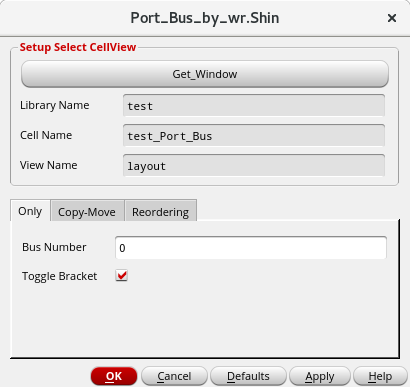 Port_Bus_by_wr.Shin
Setup Select CellView
Get_Window
Library Name test
Cell Name test_Port_Bus
View Name layout
Only Copy-Move Reordering
Bus Number 0
Toggle Bracket
OK Cancel Defaults Apply Help